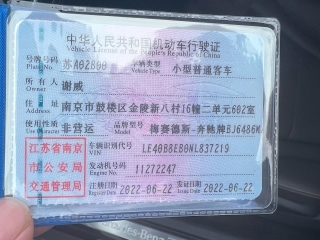 中华人民共和国机动车行驶证
Vehicle License of the People's Republic of China
号牌号码 苏A02B00 车辆类型 小型普通客车
Plate No. Vehicle Type
所有人 谢威
Owner
住址 南京市鼓楼区金陵新八村16幢二单元602室
Address
使用性质 非营运 品牌型号 梅赛德斯-奔驰牌BJ6486M
Use Character Model
江苏省南京市公安局交通管理局
车辆识别代号 LE40B8EB0NL837219
VIN
发动机号码 11272247
Engine No.
注册日期 2022-06-22 发证日期 2022-06-22
Register Date Issue Date